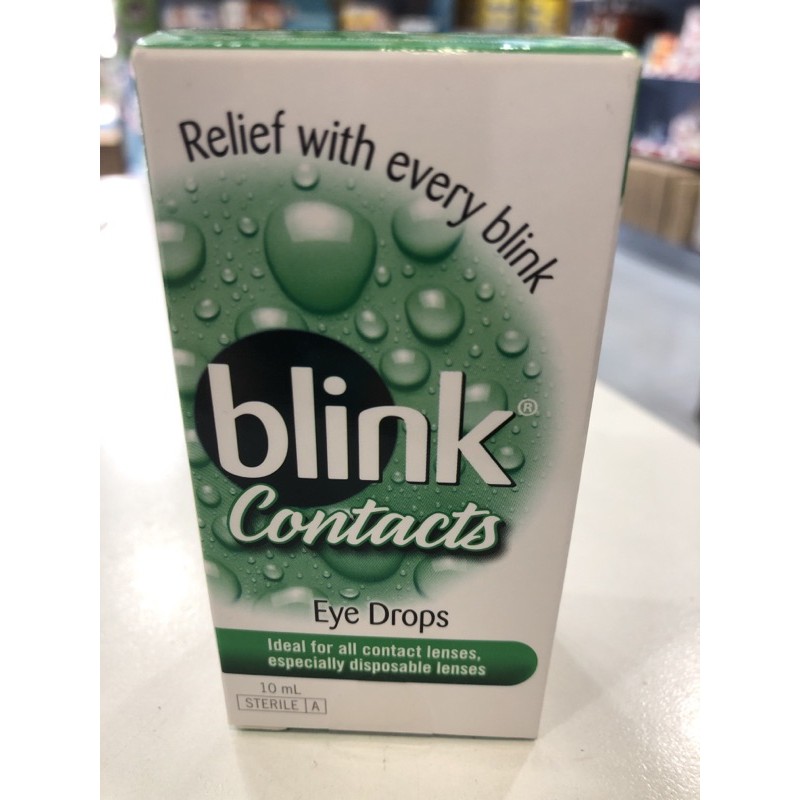 Relief with every blink
blink®
Contacts
Eye Drops
Ideal for all contact lenses,
especially disposable lenses
10 mL
STERILE A